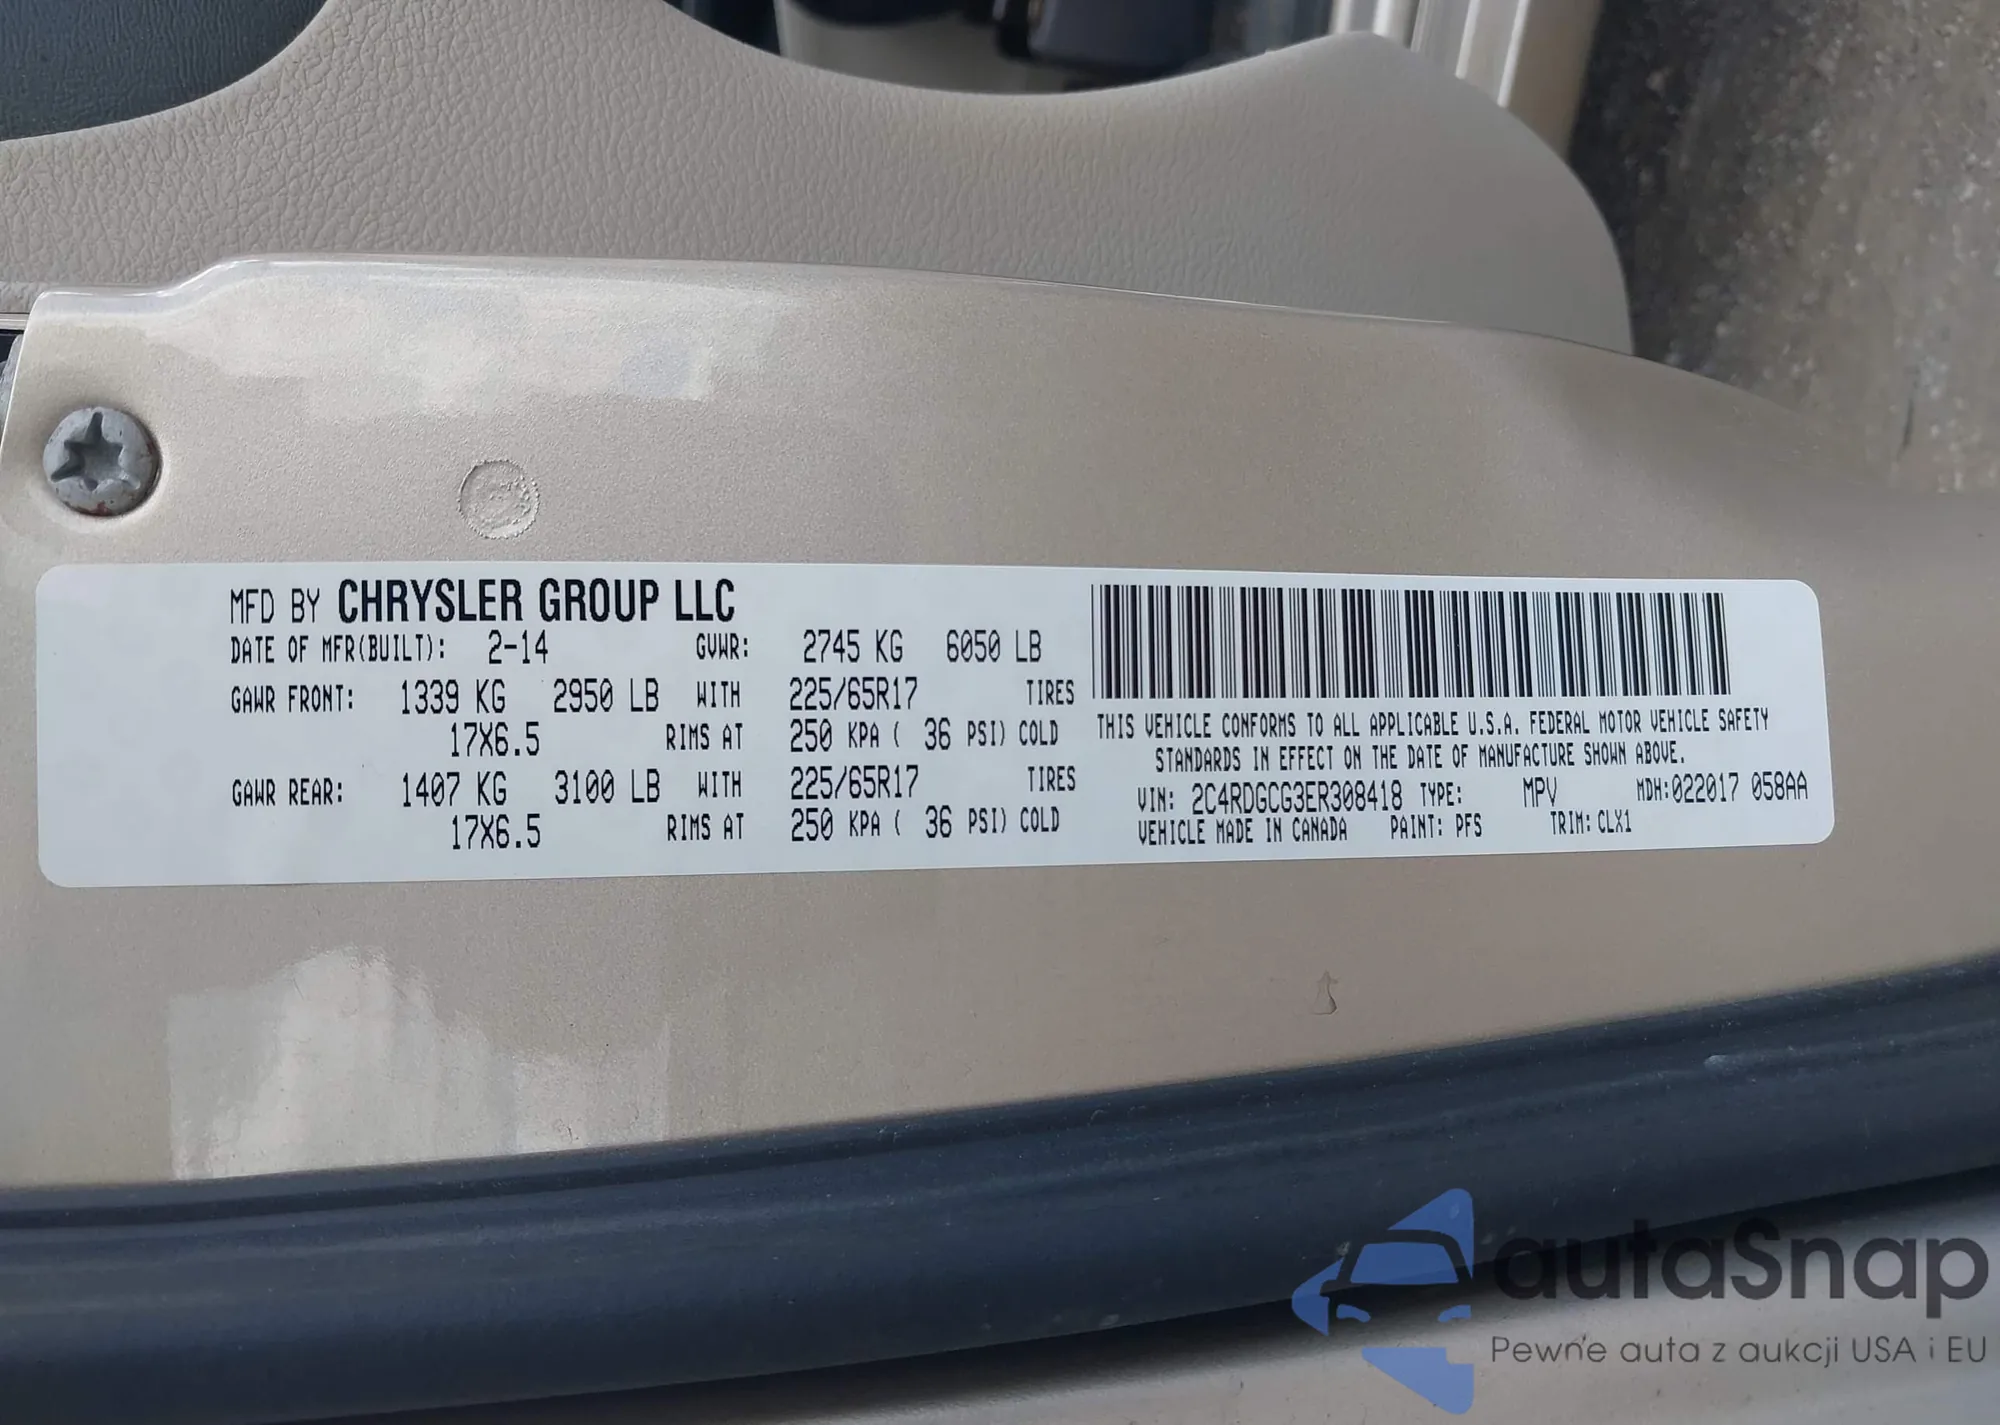 MFD BY CHRYSLER GROUP LLC
DATE OF MFR(BUILT): 2-14 GVWR: 2745 KG 6050 LB
GAWR FRONT: 1339 KG 2950 LB WITH 225/65R17 TIRES
17X6.5 RIMS AT 250 KPA ( 36 PSI) COLD
GAWR REAR: 1407 KG 3100 LB WITH 225/65R17 TIRES
17X6.5 RIMS AT 250 KPA ( 36 PSI) COLD
THIS VEHICLE CONFORMS TO ALL APPLICABLE U.S.A. FEDERAL MOTOR VEHICLE SAFETY
STANDARDS IN EFFECT ON THE DATE OF MANUFACTURE SHOWN ABOVE.
VIN: 2C4RDGCG3ER308418 TYPE: MPV MDH:022017 058AA
VEHICLE MADE IN CANADA PAINT: PFS TRIM: CLX1
autaSnap
Pewne auta z aukcji USA i EU